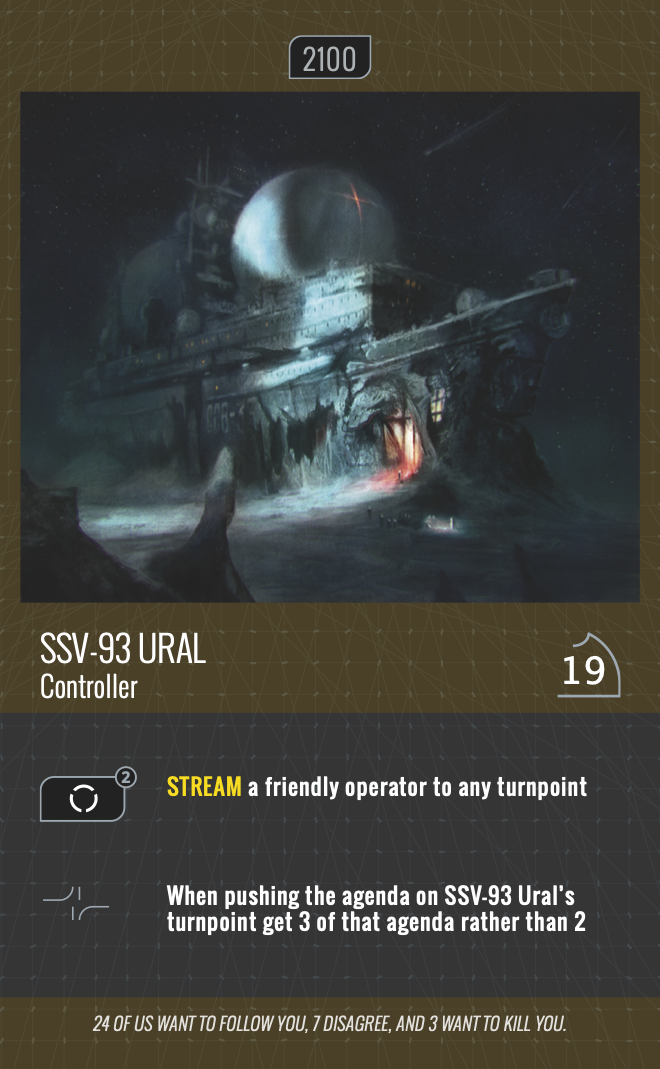 2100
SSV-93 URAL
Controller
19
2
STREAM a friendly operator to any turnpoint
When pushing the agenda on SSV-93 Ural's
turnpoint get 3 of that agenda rather than 2
24 OF US WANT TO FOLLOW YOU, 7 DISAGREE, AND 3 WANT TO KILL YOU.